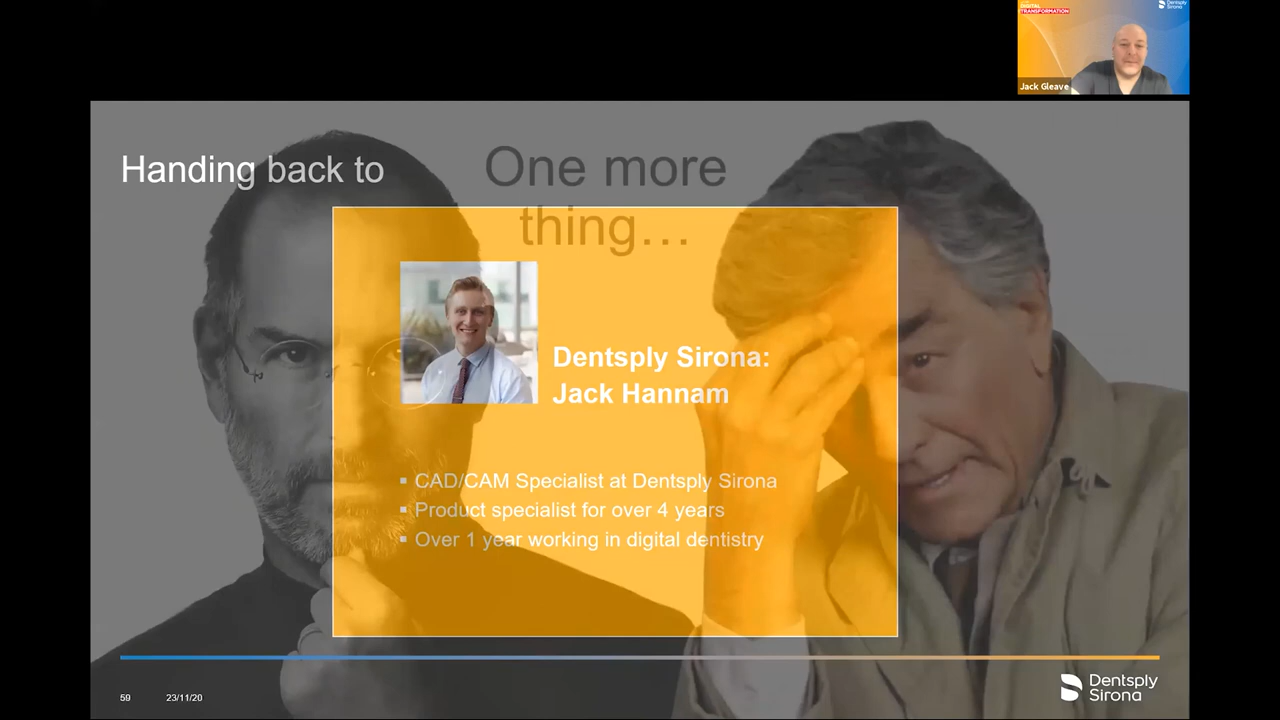 DIGITAL
TRANSFORMATION
Dentsply
Sirona
Jack Gleave
Handing back to
One more
thing…
Dentsply Sirona:
Jack Hannam
▪ CAD/CAM Specialist at Dentsply Sirona
▪ Product specialist for over 4 years
▪ Over 1 year working in digital dentistry
59
23/11/20
Dentsply
Sirona